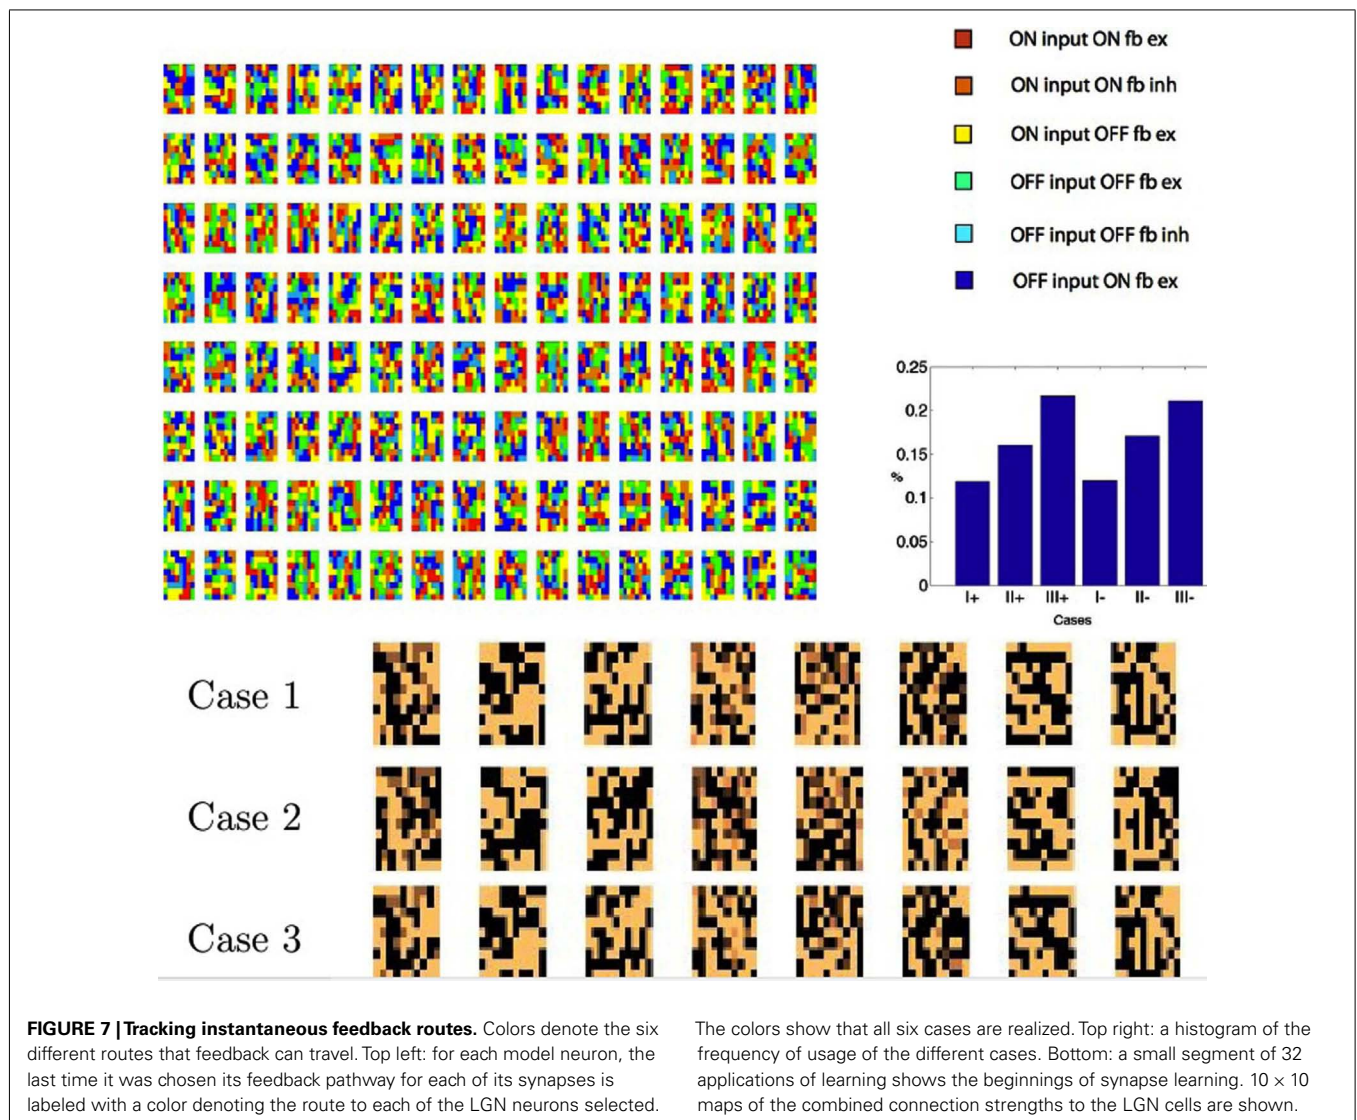 ON input ON fb ex
ON input ON fb inh
ON input OFF fb ex
OFF input OFF fb ex
OFF input OFF fb inh
OFF input ON fb ex
0.25
0.2
0.15
0.1
0.05
0
%
I+ II+ III+ I- II- III-
Cases
Case 1
Case 2
Case 3
FIGURE 7 | Tracking instantaneous feedback routes. Colors denote the six
different routes that feedback can travel. Top left: for each model neuron, the
last time it was chosen its feedback pathway for each of its synapses is
labeled with a color denoting the route to each of the LGN neurons selected.
The colors show that all six cases are realized. Top right: a histogram of the
frequency of usage of the different cases. Bottom: a small segment of 32
applications of learning shows the beginnings of synapse learning. 10 × 10
maps of the combined connection strengths to the LGN cells are shown.